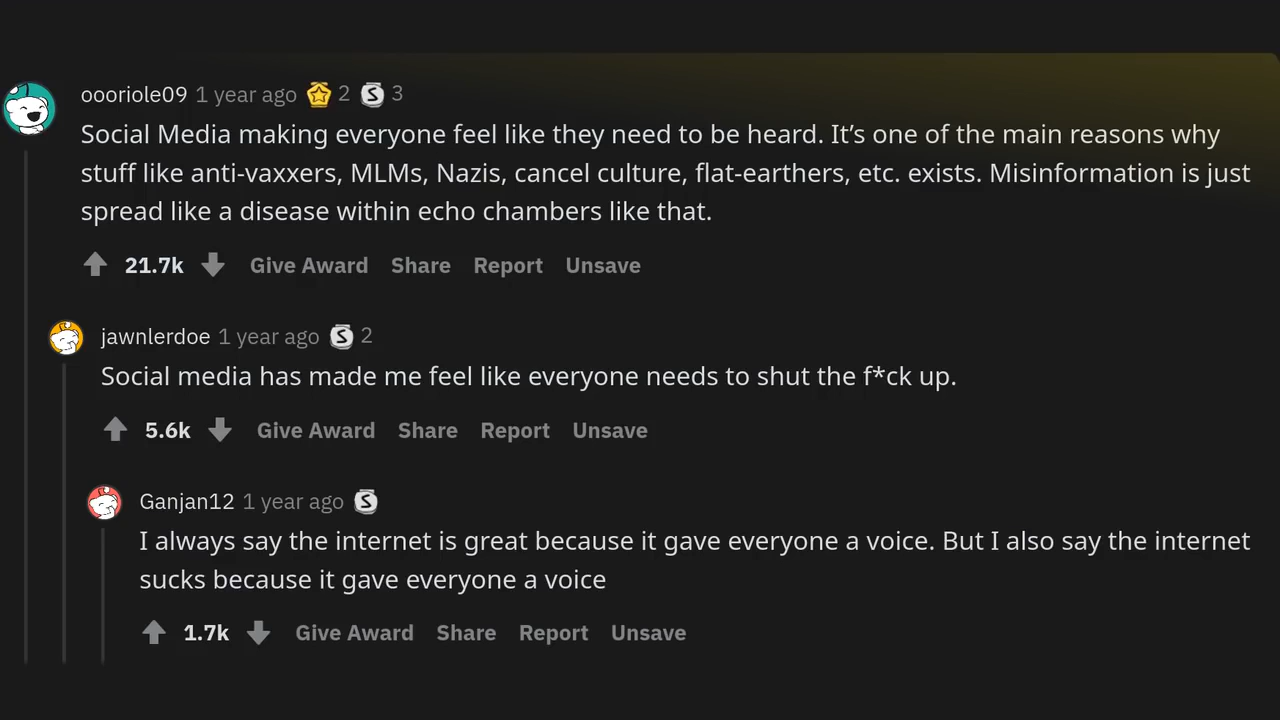 oooriole09 1 year ago 2 S 3
Social Media making everyone feel like they need to be heard. It’s one of the main reasons why
stuff like anti-vaxxers, MLMs, Nazis, cancel culture, flat-earthers, etc. exists. Misinformation is just
spread like a disease within echo chambers like that.
21.7k Give Award Share Report Unsave
jawnlerdoe 1 year ago S 2
Social media has made me feel like everyone needs to shut the f*ck up.
5.6k Give Award Share Report Unsave
Ganjan12 1 year ago S
I always say the internet is great because it gave everyone a voice. But I also say the internet
sucks because it gave everyone a voice
1.7k Give Award Share Report Unsave